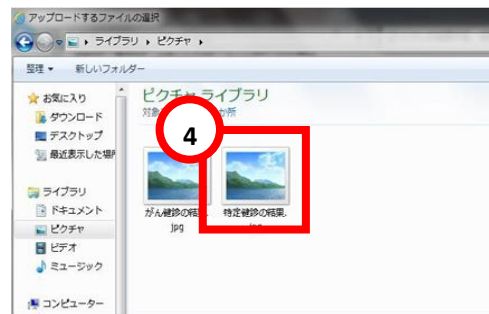 アップロードするファイルの選択
ライブラリ ▸ ピクチャ ▸
整理 ▾ 新しいフォルダー
お気に入り
ダウンロード
デスクトップ
最近表示した場所
ライブラリ
ドキュメント
ピクチャ
ビデオ
ミュージック
コンピューター
ピクチャ ライブラリ
4
がん健診の結果.
jpg
特定健診の結果.
jpg